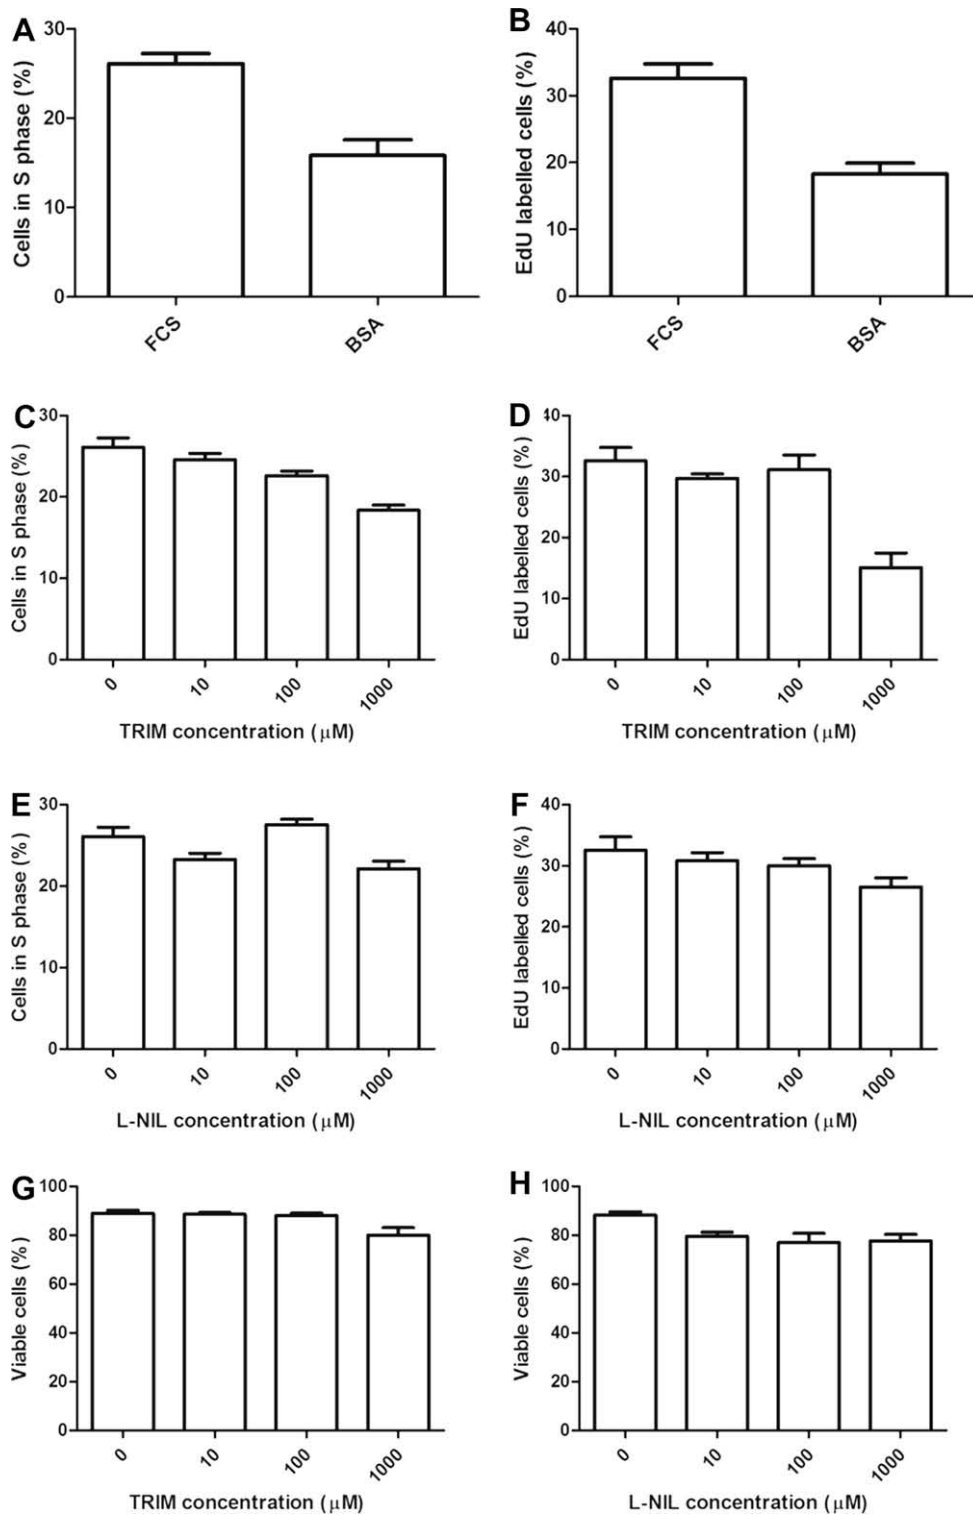 A
Cells in S phase (%)
30
20
10
0
FCS
BSA
B
EdU labelled cells (%)
40
30
20
10
0
FCS
BSA
C
Cells in S phase (%)
30
20
10
0
0
10
100
1000
TRIM concentration (μM)
D
EdU labelled cells (%)
40
30
20
10
0
0
10
100
1000
TRIM concentration (μM)
E
Cells in S phase (%)
30
20
10
0
0
10
100
1000
L-NIL concentration (μM)
F
EdU labelled cells (%)
40
30
20
10
0
0
10
100
1000
L-NIL concentration (μM)
G
Viable cells (%)
100
80
60
40
20
0
0
10
100
1000
TRIM concentration (μM)
H
Viable cells (%)
100
80
60
40
20
0
0
10
100
1000
L-NIL concentration (μM)